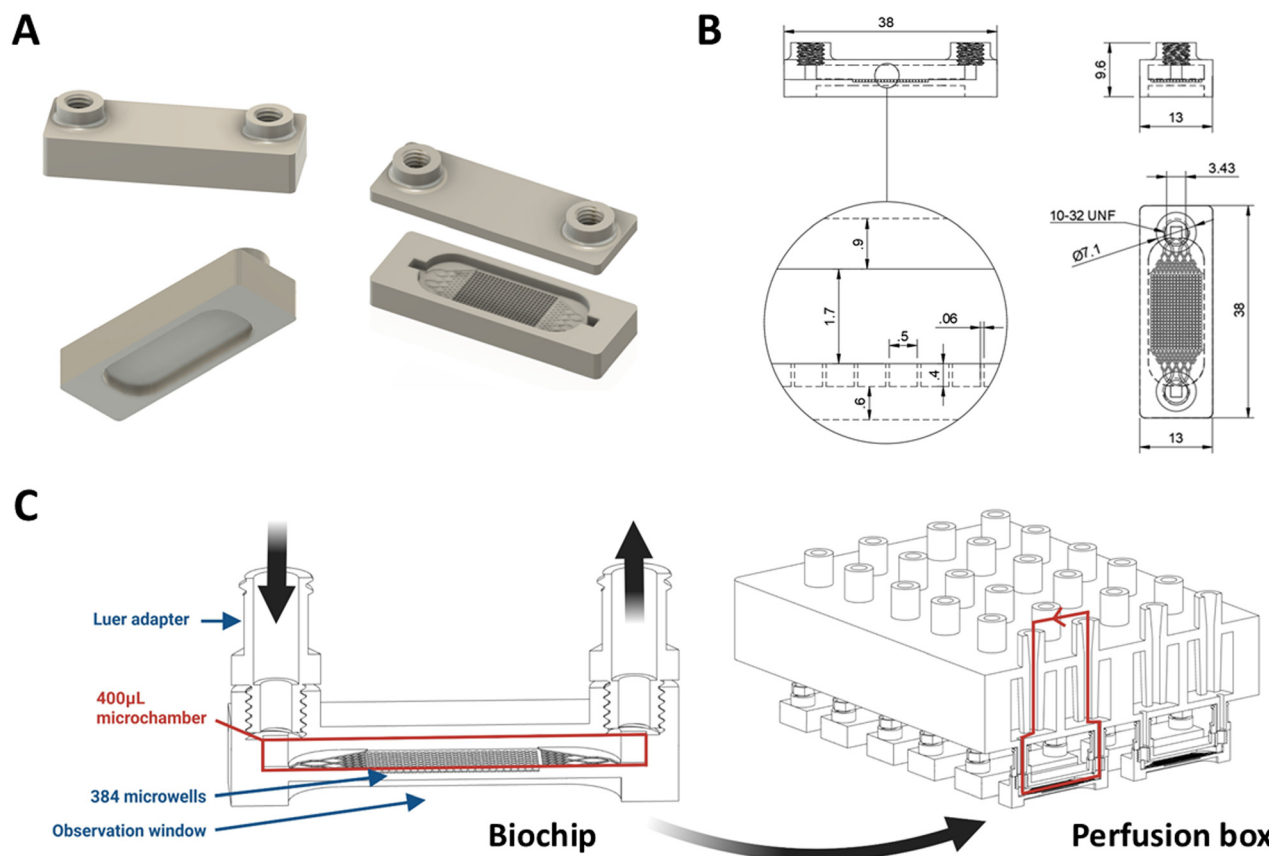 A
B
38
9.6
13
3.43
10-32 UNF
Ø7.1
38
13
.9
1.7
.06
.5
.4
.6
C
Luer adapter
400µL
microchamber
384 microwells
Observation window
Biochip
Perfusion box